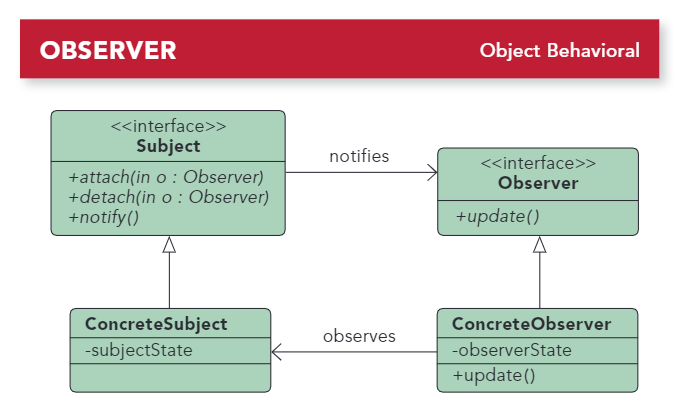 OBSERVER
Object Behavioral
<<interface>>
Subject
+attach(in o : Observer)
+detach(in o : Observer)
+notify()
notifies
<<interface>>
Observer
+update()
ConcreteSubject
-subjectState
observes
ConcreteObserver
-observerState
+update()